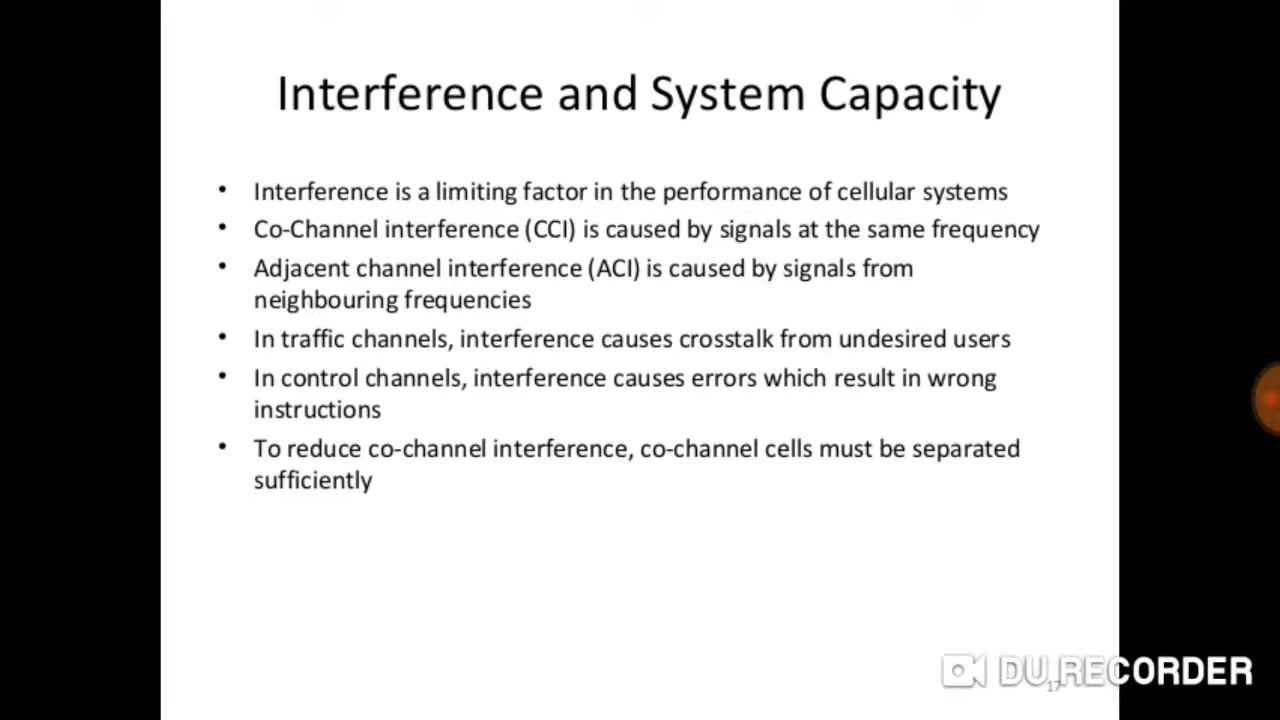 Interference and System Capacity
• Interference is a limiting factor in the performance of cellular systems
• Co-Channel interference (CCI) is caused by signals at the same frequency
• Adjacent channel interference (ACI) is caused by signals from
neighbouring frequencies
• In traffic channels, interference causes crosstalk from undesired users
• In control channels, interference causes errors which result in wrong
instructions
• To reduce co-channel interference, co-channel cells must be separated
sufficiently
DU RECORDER
17